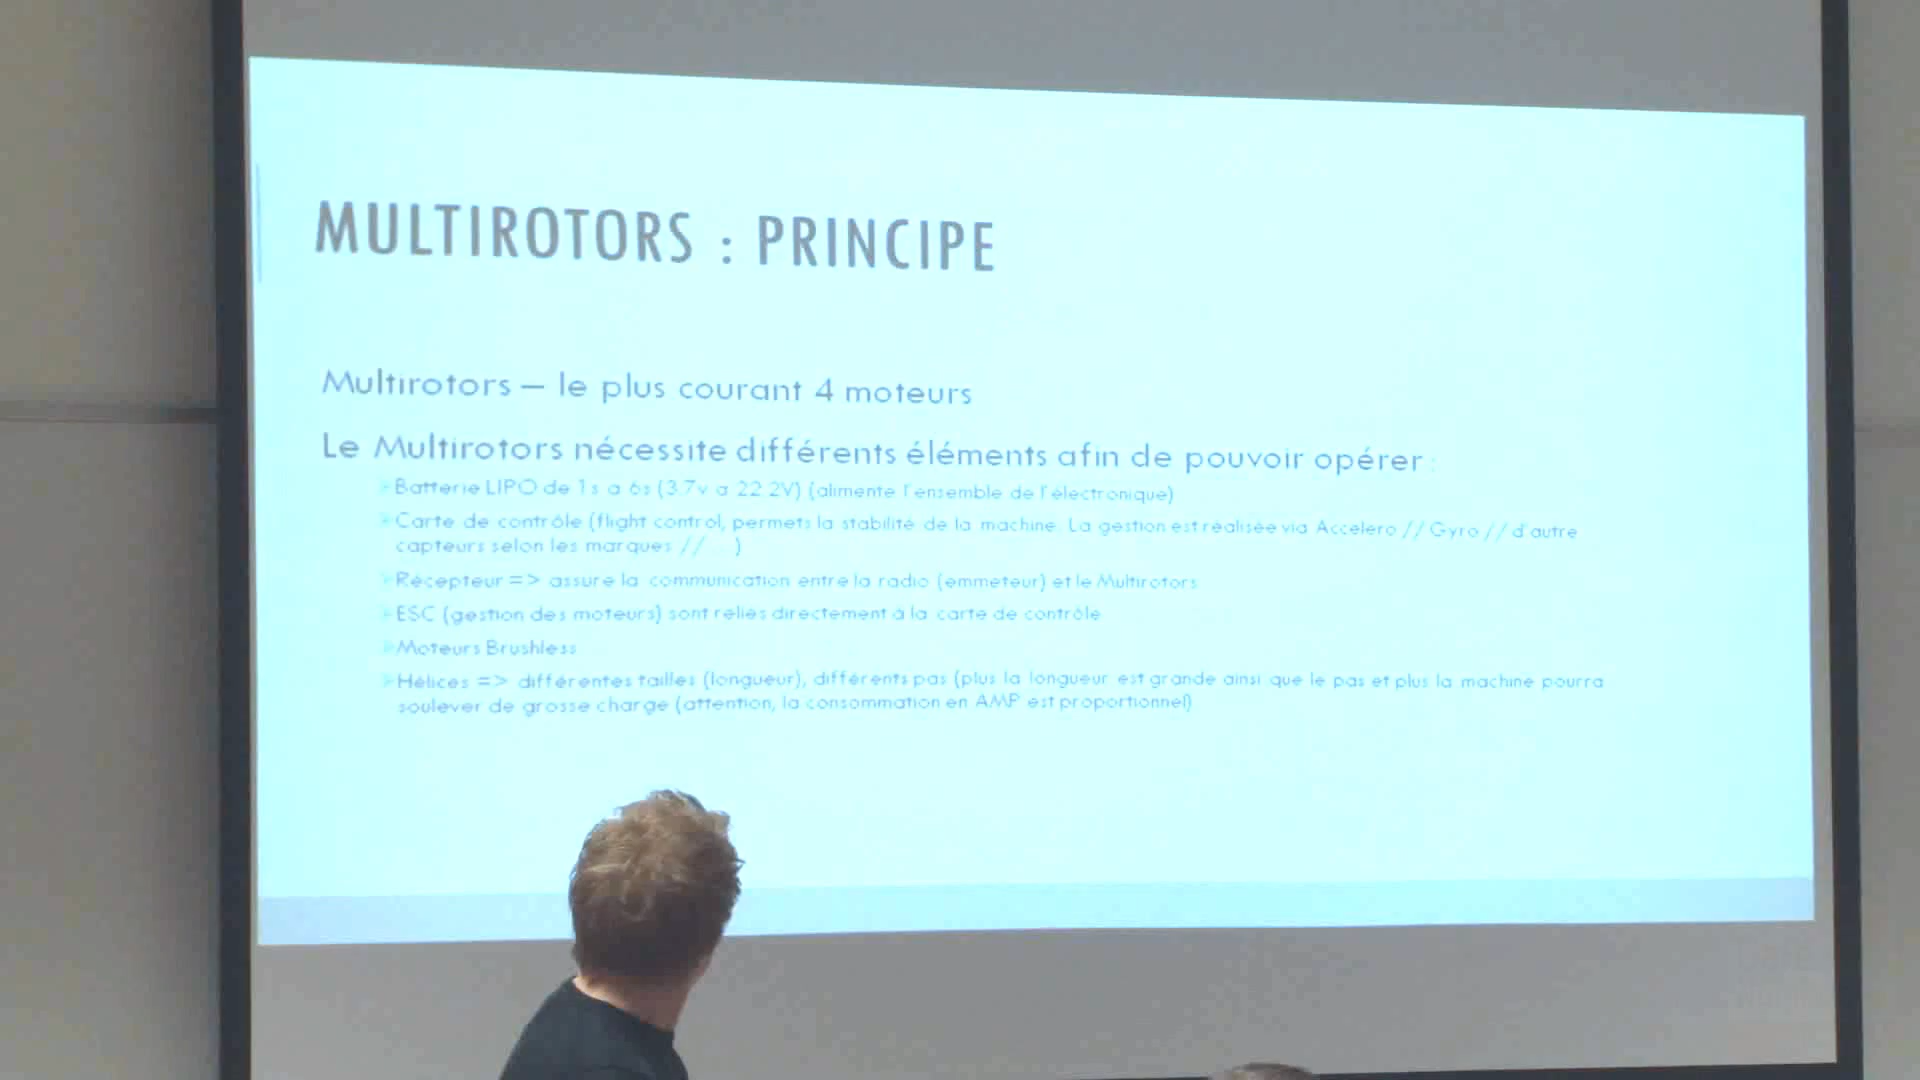 MULTIROTORS : PRINCIPE
Multirotors – le plus courant 4 moteurs
Le Multirotors nécessite différents éléments afin de pouvoir opérer :
Batterie LIPO de 1s a 6s (3.7v a 22.2V) (alimente l'ensemble de l'électronique)
Carte de contrôle (flight control, permets la stabilité de la machine. La gestion est réalisée via Accelero // Gyro // d'autre
capteurs selon les marques // ... )
Récepteur => assure la communication entre la radio (emmeteur) et le Multirotors
ESC (gestion des moteurs) sont reliés directement à la carte de contrôle
Moteurs Brushless
Hélices => différentes tailles (longueur), différents pas (plus la longueur est grande ainsi que le pas et plus la machine pourra
soulever de grosse charge (attention, la consommation en AMP est proportionnel)